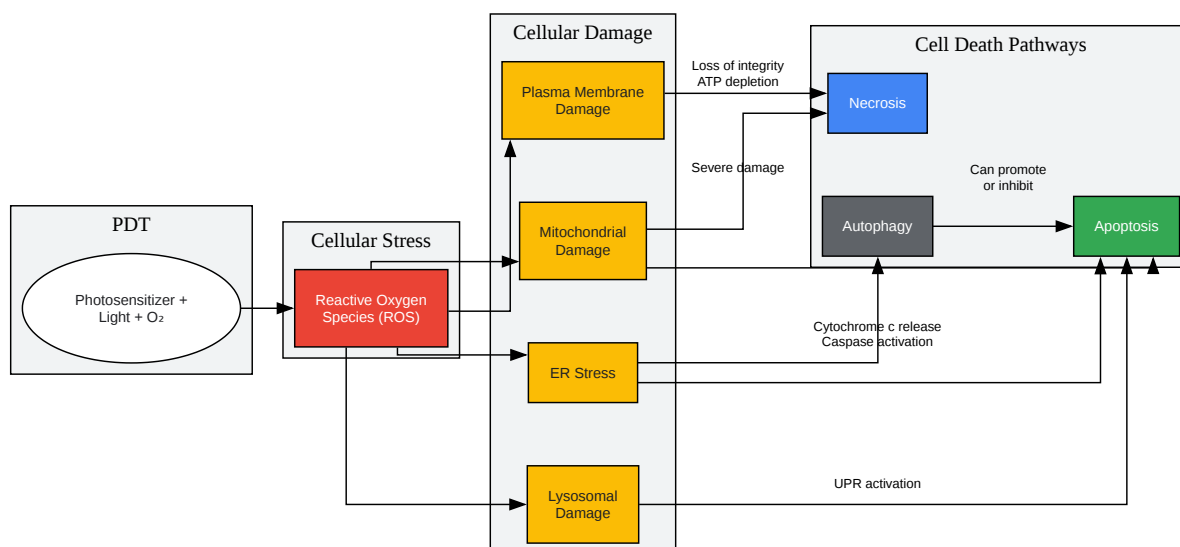 Cellular Damage
Cell Death Pathways
Plasma Membrane
Damage
Loss of integrity
ATP depletion
Necrosis
Severe damage
Can promote
or inhibit
PDT
Cellular Stress
Mitochondrial
Damage
Autophagy
Apoptosis
Photosensitizer +
Light + O₂
Reactive Oxygen
Species (ROS)
Cytochrome c release
Caspase activation
ER Stress
Lysosomal
Damage
UPR activation